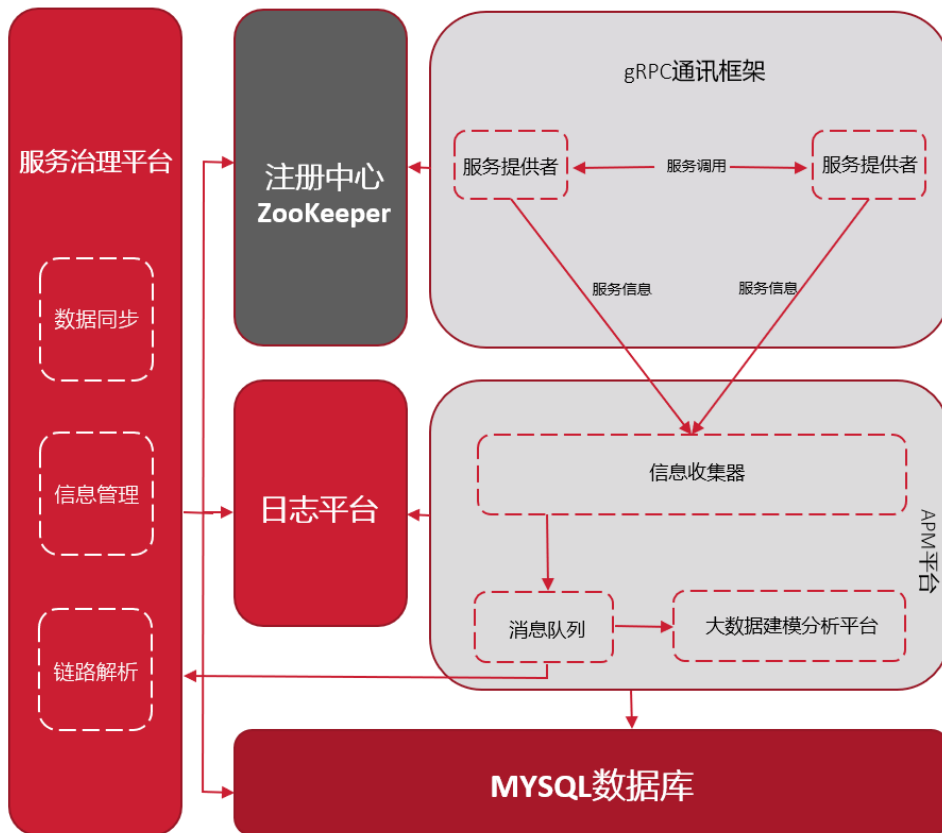 服务治理平台
数据同步
信息管理
链路解析
注册中心
ZooKeeper
日志平台
gRPC通讯框架
服务提供者
服务调用
服务提供者
服务信息
服务信息
信息收集器
APM平台
消息队列
大数据建模分析平台
MYSQL数据库